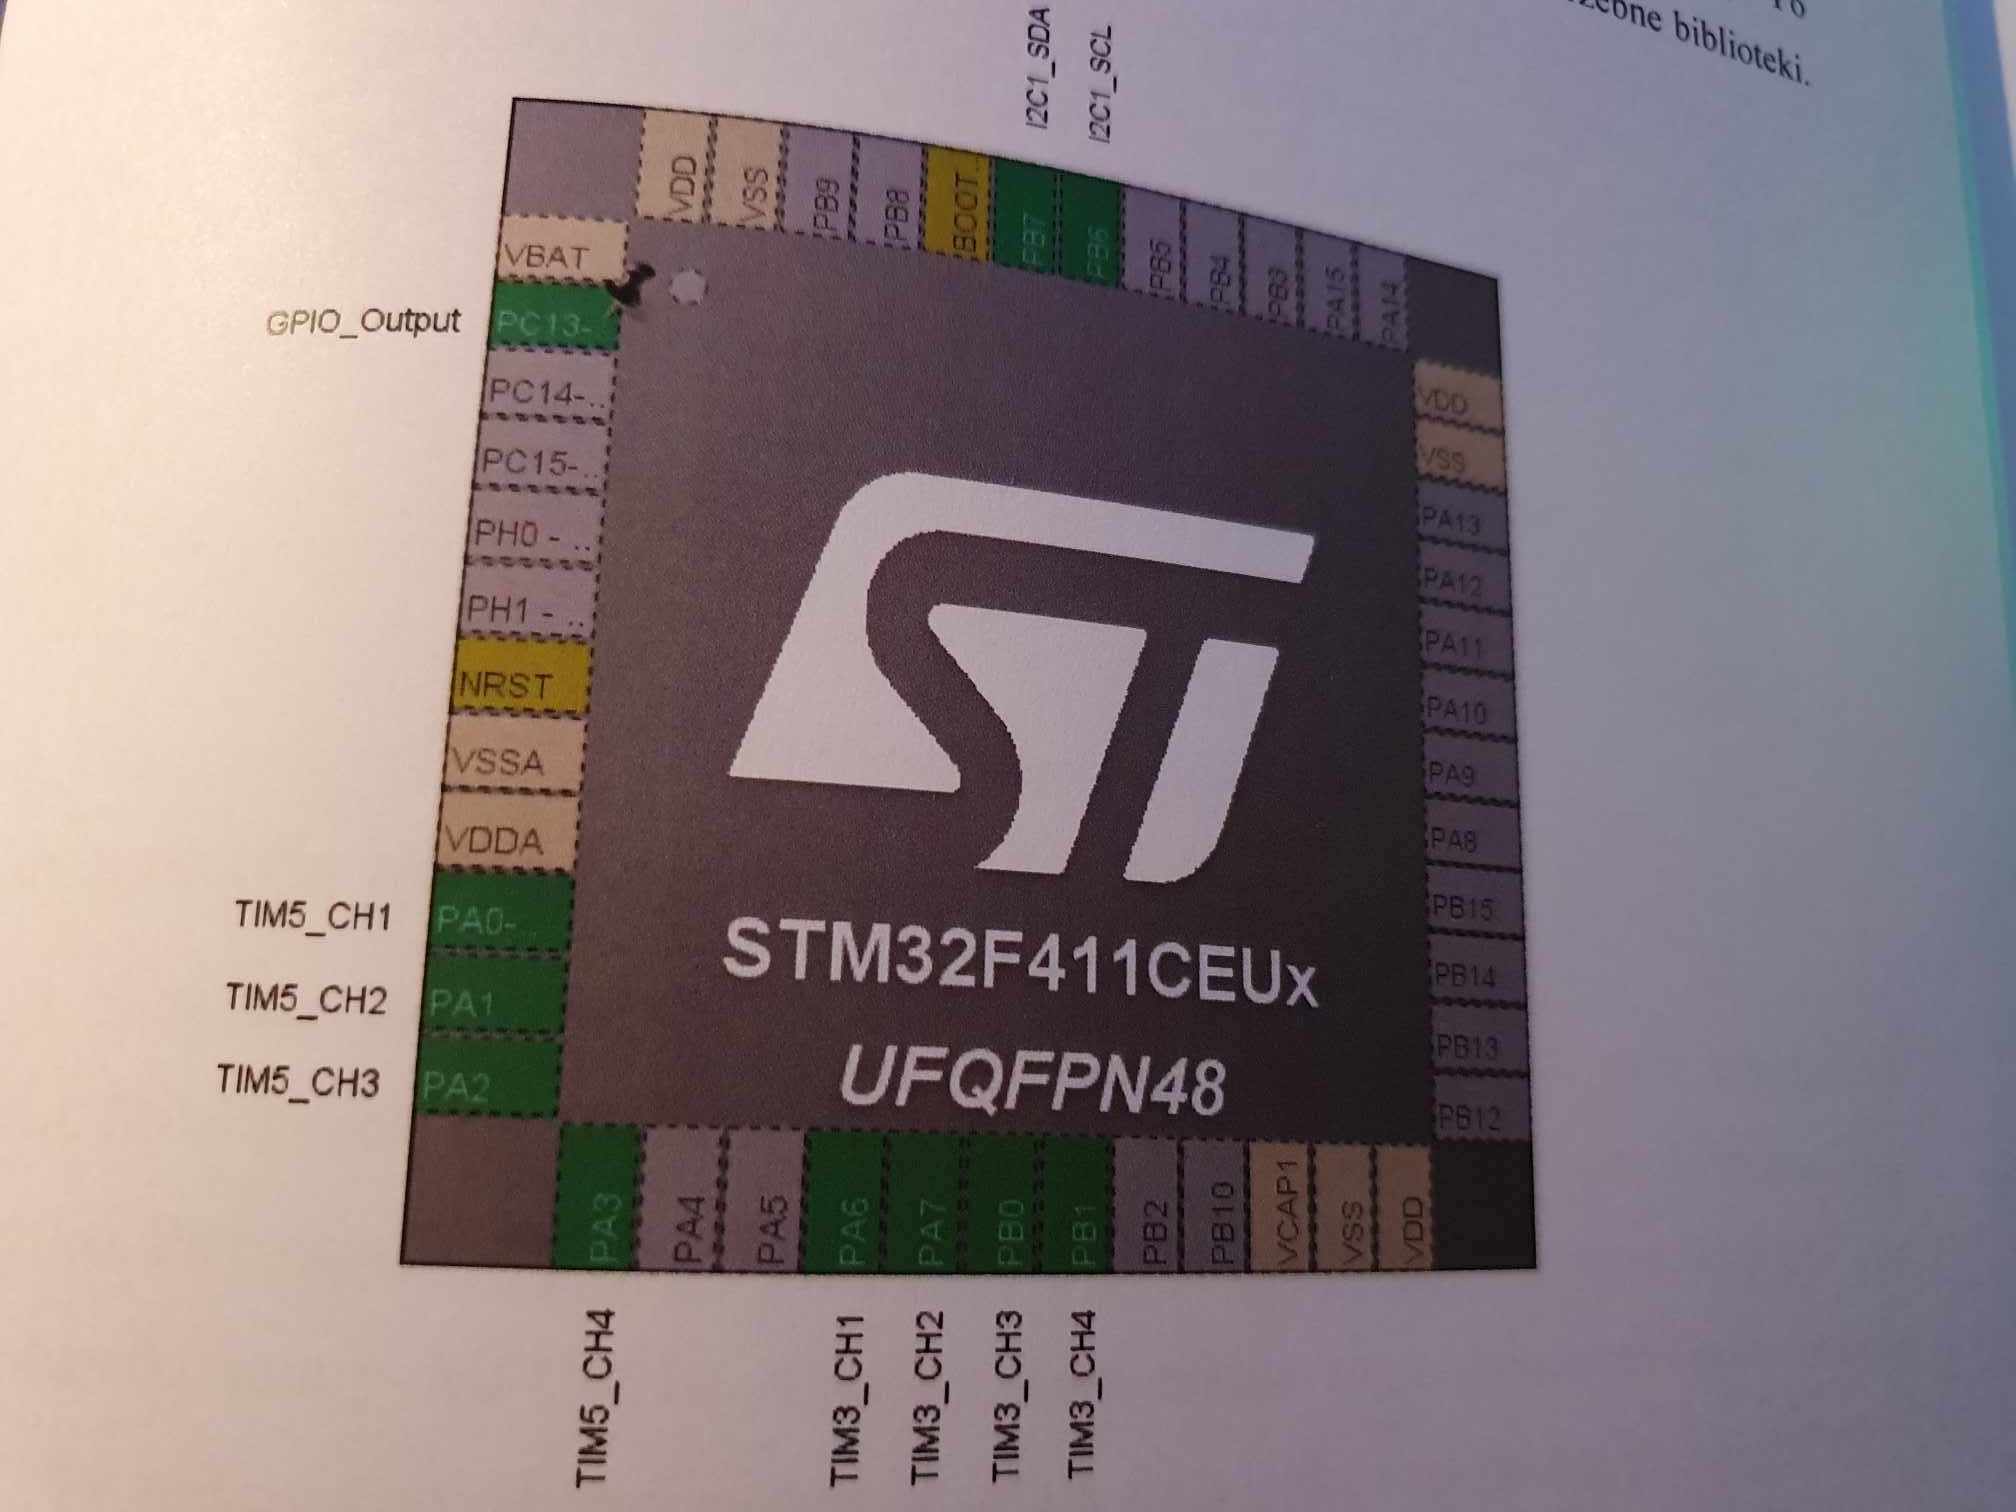 zebne biblioteki.
I2C1_SDA
I2C1_SCL
VDD
VSS
PB9
PB8
BOOT..
PB7
PB6
PB5
PB4
PB3
PA15
PA14
VBAT
GPIO_Output
PC13-
PC14-..
PC15-..
PH0 - ..
PH1 - ..
NRST
VSSA
VDDA
TIM5_CH1
PA0-..
TIM5_CH2
PA1
TIM5_CH3
PA2
VDD
VSS
PA13
PA12
PA11
PA10
PA9
PA8
PB15
PB14
PB13
PB12
ST
STM32F411CEUx
UFQFPN48
PA3
PA4
PA5
PA6
PA7
PB0
PB1
PB2
PB10
VCAP1
VSS
VDD
TIM5_CH4
TIM3_CH1
TIM3_CH2
TIM3_CH3
TIM3_CH4